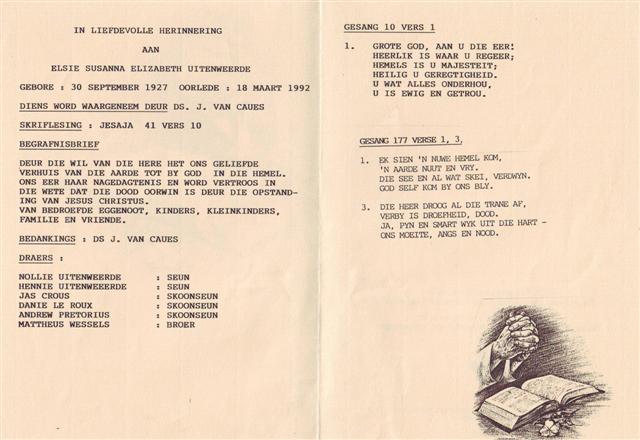 IN LIEFDEVOLLE HERINNERING
AAN
ELSIE SUSANNA ELIZABETH UITENWEERDE
GEBORE : 30 SEPTEMBER 1927 OORLEDE : 18 MAART 1992
DIENS WORD WAARGENEEM DEUR DS. J. VAN CAUES
SKRIFLESING : JESAJA 41 VERS 10
BEGRAFNISBRIEF
DEUR DIE WIL VAN DIE HERE HET ONS GELIEFDE
VERHUIS VAN DIE AARDE TOT BY GOD IN DIE HEMEL.
ONS EER HAAR NAGEDAGTENIS EN WORD VERTROOS IN
DIE WETE DAT DIE DOOD OORWIN IS DEUR DIE OPSTAND-
ING VAN JESUS CHRISTUS.
VAN BEDROEFDE EGGENOOT, KINDERS, KLEINKINDERS,
FAMILIE EN VRIENDE.
BEDANKINGS : DS J. VAN CAUES
DRAERS :
NOLLIE UITENWEERDE : SEUN
HENNIE UITENWEEERDE : SEUN
JAS CROUS : SKOONSEUN
DANIE LE ROUX : SKOONSEUN
ANDREW PRETORIUS : SKOONSEUN
MATTHEUS WESSELS : BROER
GESANG 10 VERS 1
1. GROTE GOD, AAN U DIE EER!
HEERLIK IS WAAR U REGEER;
HEMELS IS U MAJESTEIT;
HEILIG U GEREGTIGHEID.
U WAT ALLES ONDERHOU,
U IS EWIG EN GETROU.
GESANG 177 VERSE 1, 3,
1. EK SIEN 'N NUWE HEMEL KOM,
'N AARDE NUUT EN VRY.
DIE SEE EN AL WAT SKEI, VERDWYN.
GOD SELF KOM BY ONS BLY.
3. DIE HEER DROOG AL DIE TRANE AF,
VERBY IS DROEFHEID, DOOD.
JA, PYN EN SMART WYK UIT DIE HART -
ONS MOEITE, ANGS EN NOOD.